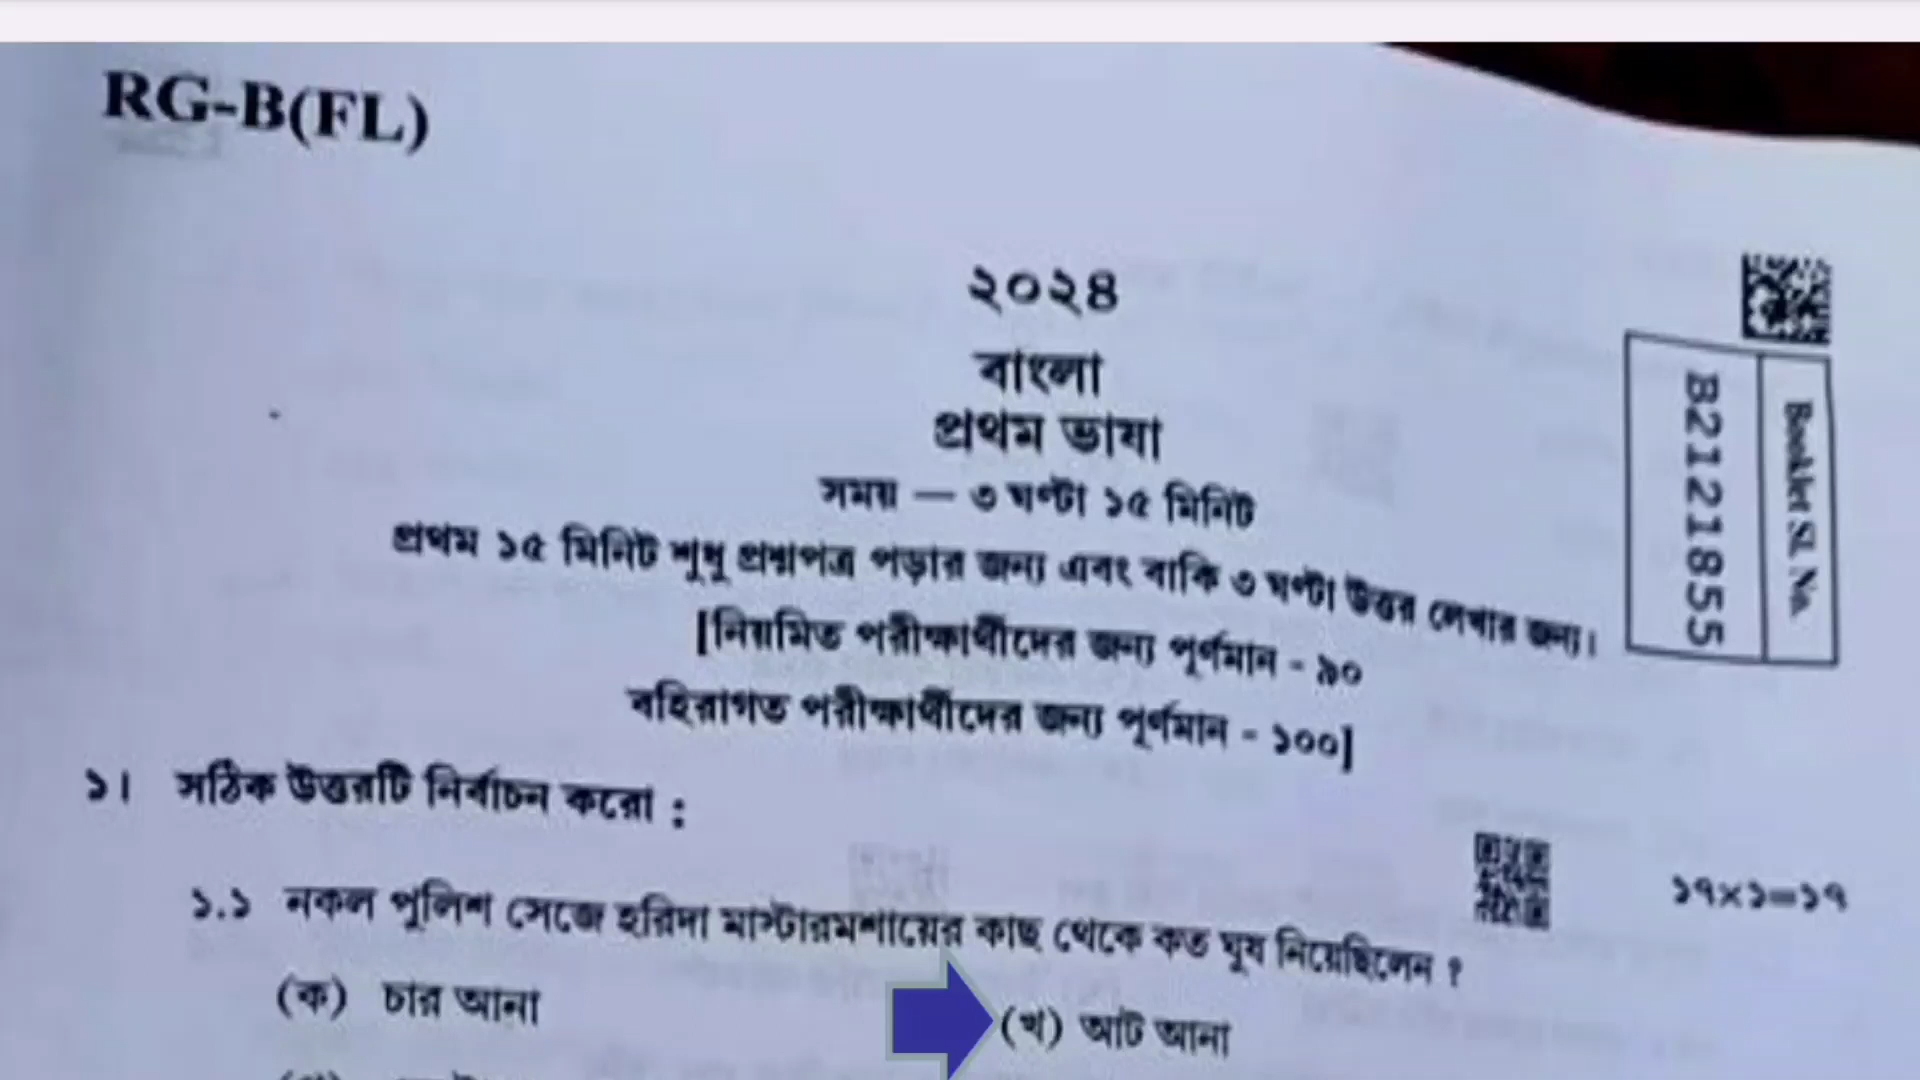 RG-B(FL)
২০২৪
বাংলা
প্রথম ভাষা
সময় — ৩ ঘণ্টা ১৫ মিনিট
প্রথম ১৫ মিনিট শুধু প্রশ্নপত্র পড়ার জন্য এবং বাকি ৩ ঘণ্টা উত্তর লেখার জন্য।
[নিয়মিত পরীক্ষার্থীদের জন্য পূর্ণমান - ৯০
বহিরাগত পরীক্ষার্থীদের জন্য পূর্ণমান - ১০০]
Booklet Sl. No.
B2121855
১। সঠিক উত্তরটি নির্বাচন করো :
১৭×১=১৭
১.১ নকল পুলিশ সেজে হরিদা মাস্টারমশায়ের কাছ থেকে কত ঘুষ নিয়েছিলেন ?
(ক) চার আনা
(খ) আট আনা